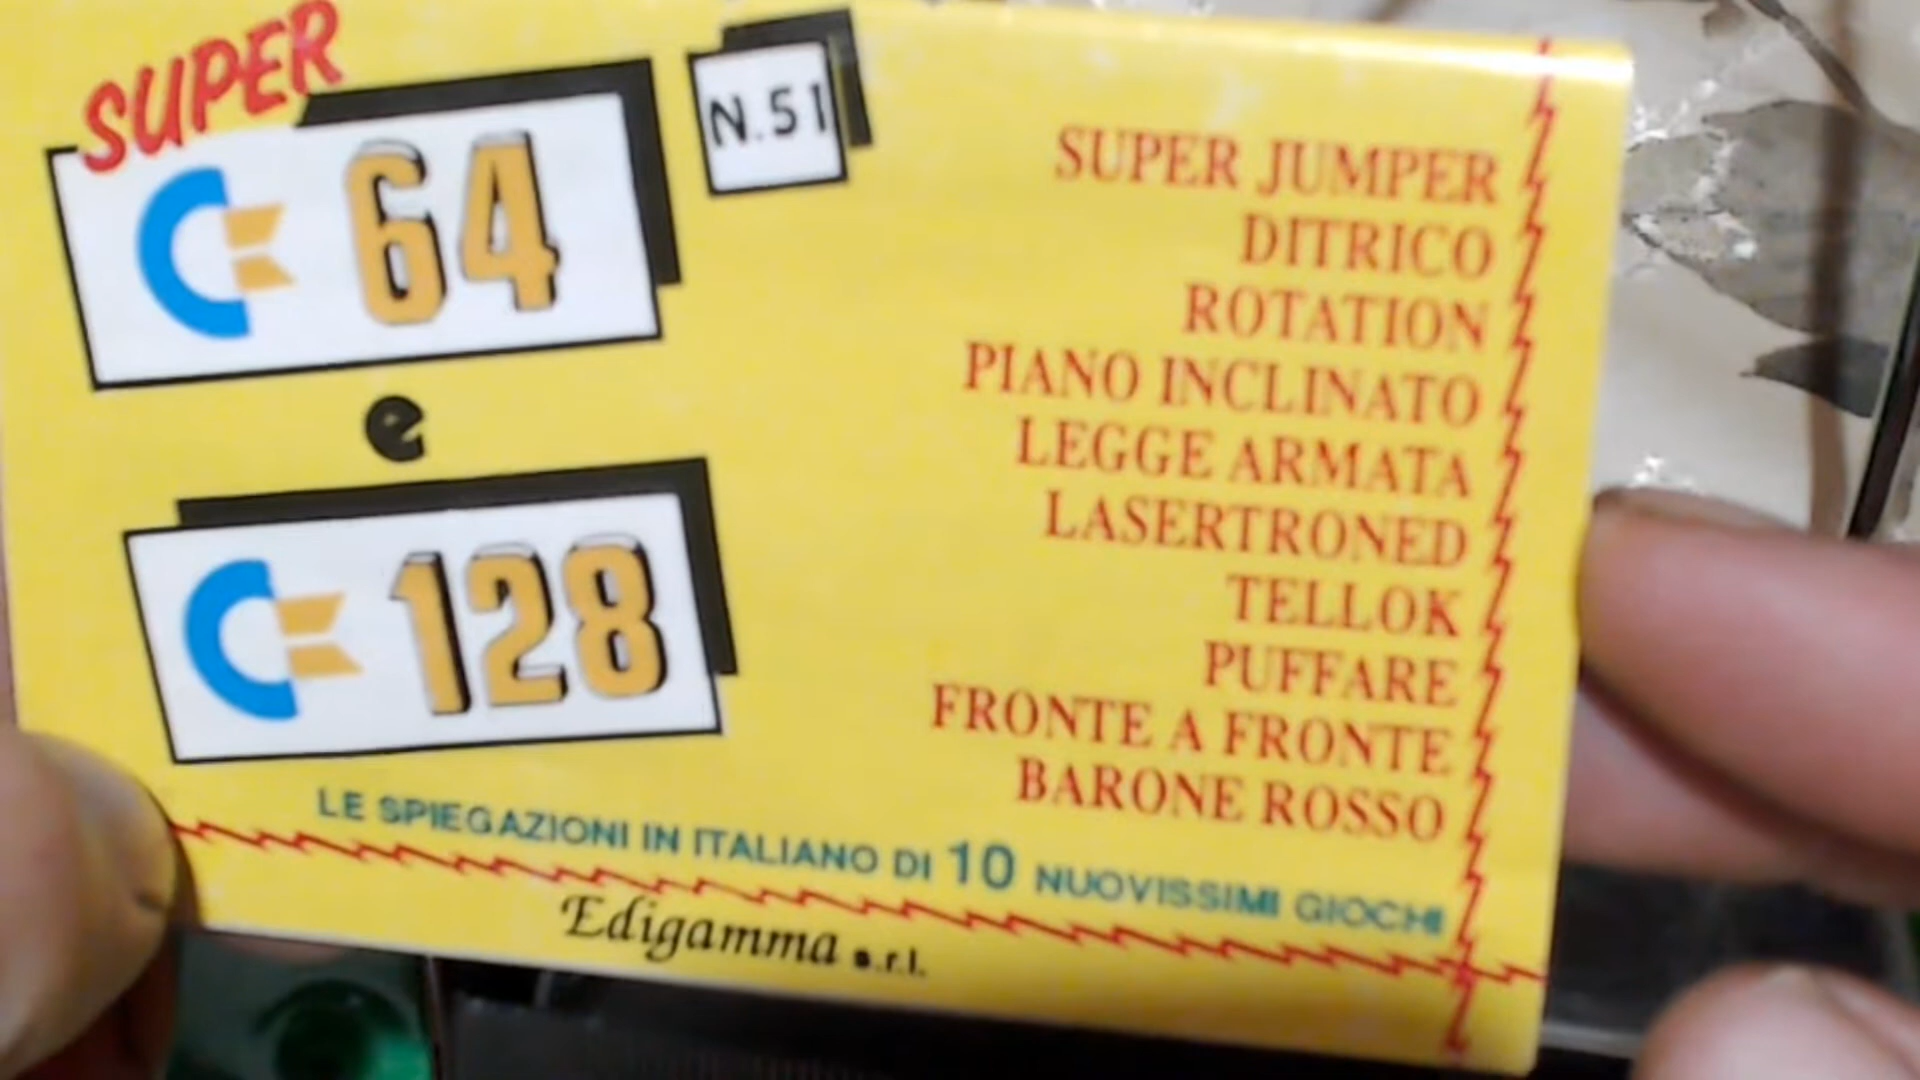 SUPER
64
N.51
e
128
SUPER JUMPER
DITRICO
ROTATION
PIANO INCLINATO
LEGGE ARMATA
LASERTRONED
TELLOK
PUFFARE
FRONTE A FRONTE
BARONE ROSSO
LE SPIEGAZIONI IN ITALIANO DI 10 NUOVISSIMI GIOCHI
Edigamma s.r.l.